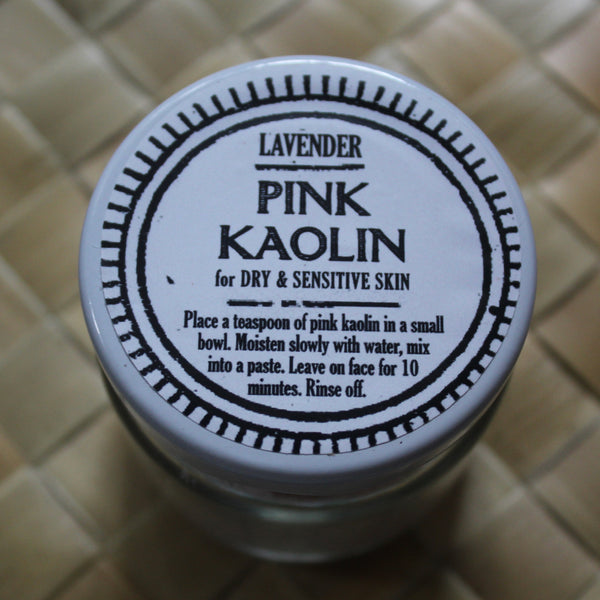 LAVENDER
PINK
KAOLIN
for DRY & SENSITIVE SKIN
Place a teaspoon of pink kaolin in a small
bowl. Moisten slowly with water, mix
into a paste. Leave on face for 10
minutes. Rinse off.